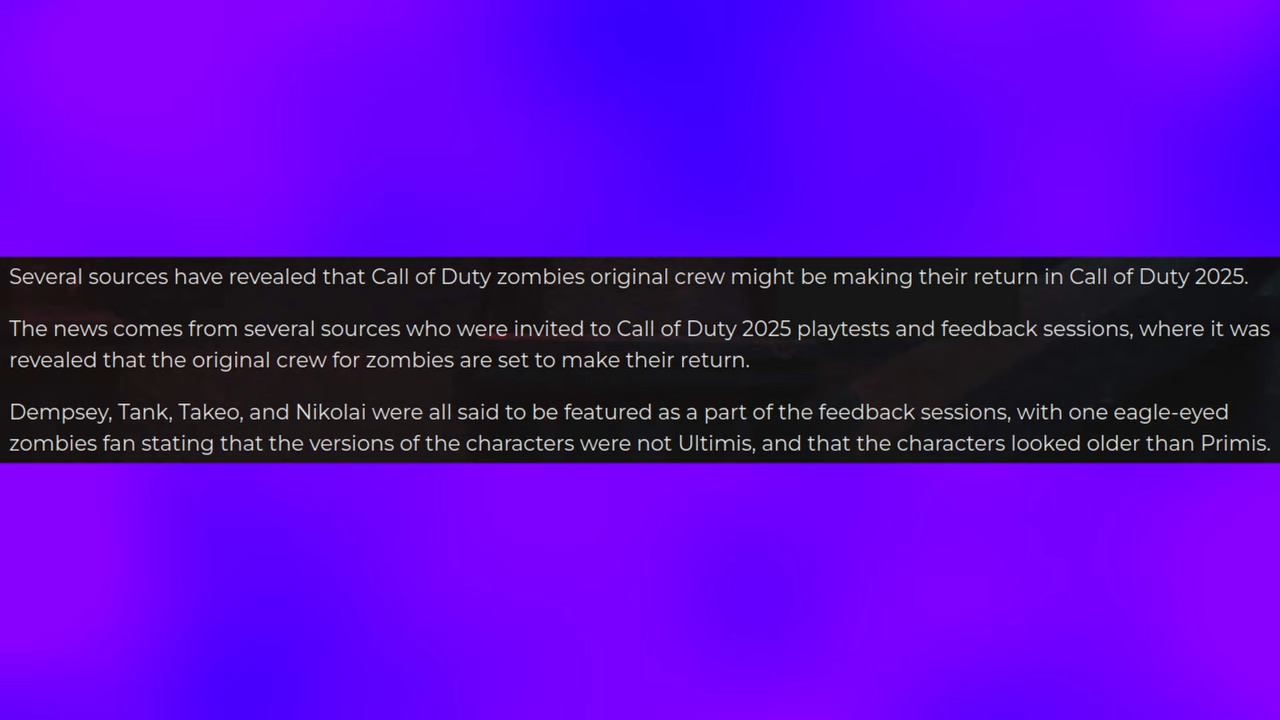 Several sources have revealed that Call of Duty zombies original crew might be making their return in Call of Duty 2025.
The news comes from several sources who were invited to Call of Duty 2025 playtests and feedback sessions, where it was
revealed that the original crew for zombies are set to make their return.
Dempsey, Tank, Takeo, and Nikolai were all said to be featured as a part of the feedback sessions, with one eagle-eyed
zombies fan stating that the versions of the characters were not Ultimis, and that the characters looked older than Primis.